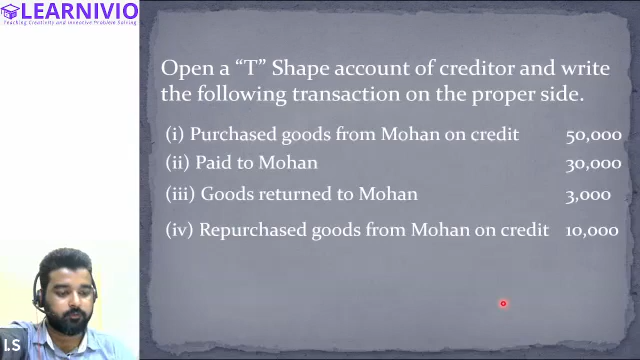 LEARNIVIO
Teaching Creativity and Inventive Problem Solving
Open a “T” Shape account of creditor and write
the following transaction on the proper side.
(i) Purchased goods from Mohan on credit 50,000
(ii) Paid to Mohan 30,000
(iii) Goods returned to Mohan 3,000
(iv) Repurchased goods from Mohan on credit 10,000
I.S